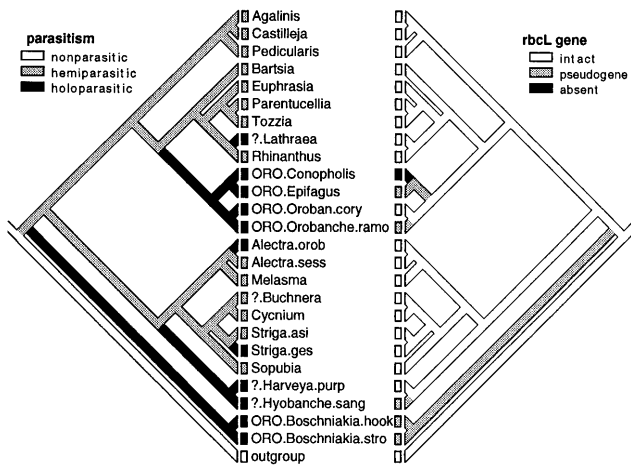 parasitism
nonparasitic
hemiparasitic
holoparasitic
Agalinis
Castilleja
Pedicularis
Bartsia
Euphrasia
Parentucellia
Tozzia
?.Lathraea
Rhinanthus
ORO.Conopholis
ORO.Epifagus
ORO.Oroban.cory
ORO.Orobanche.ramo
Alectra.orob
Alectra.sess
Melasma
?.Buchnera
Cycnium
Striga.asi
Striga.ges
Sopubia
?.Harveya.purp
?.Hyobanche.sang
ORO.Boschniakia.hook
ORO.Boschniakia.stro
outgroup
rbcL gene
intact
pseudogene
absent